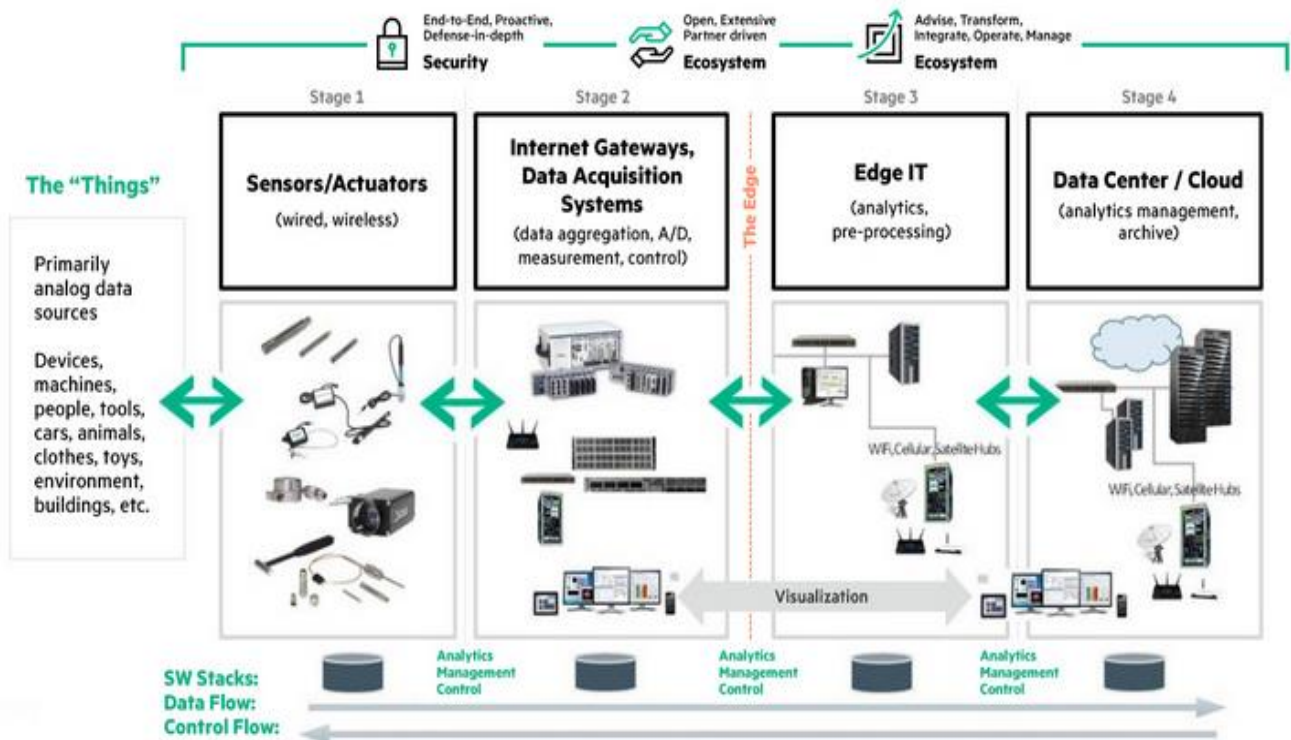 End-to-End, Proactive,
Defense-in-depth
Security
Open, Extensive
Partner driven
Ecosystem
Advise, Transform,
Integrate, Operate, Manage
Ecosystem
Stage 1
Stage 2
Stage 3
Stage 4
The “Things”
Primarily
analog data
sources
Devices,
machines,
people, tools,
cars, animals,
clothes, toys,
environment,
buildings, etc.
Sensors/Actuators
(wired, wireless)
Internet Gateways,
Data Acquisition
Systems
(data aggregation, A/D,
measurement, control)
The Edge
Edge IT
(analytics,
pre-processing)
Data Center / Cloud
(analytics management,
archive)
WiFi,Cellular,SatelliteHubs
WiFi,Cellular,SatelliteHubs
Visualization
SW Stacks:
Data Flow:
Control Flow:
Analytics
Management
Control
Analytics
Management
Control
Analytics
Management
Control